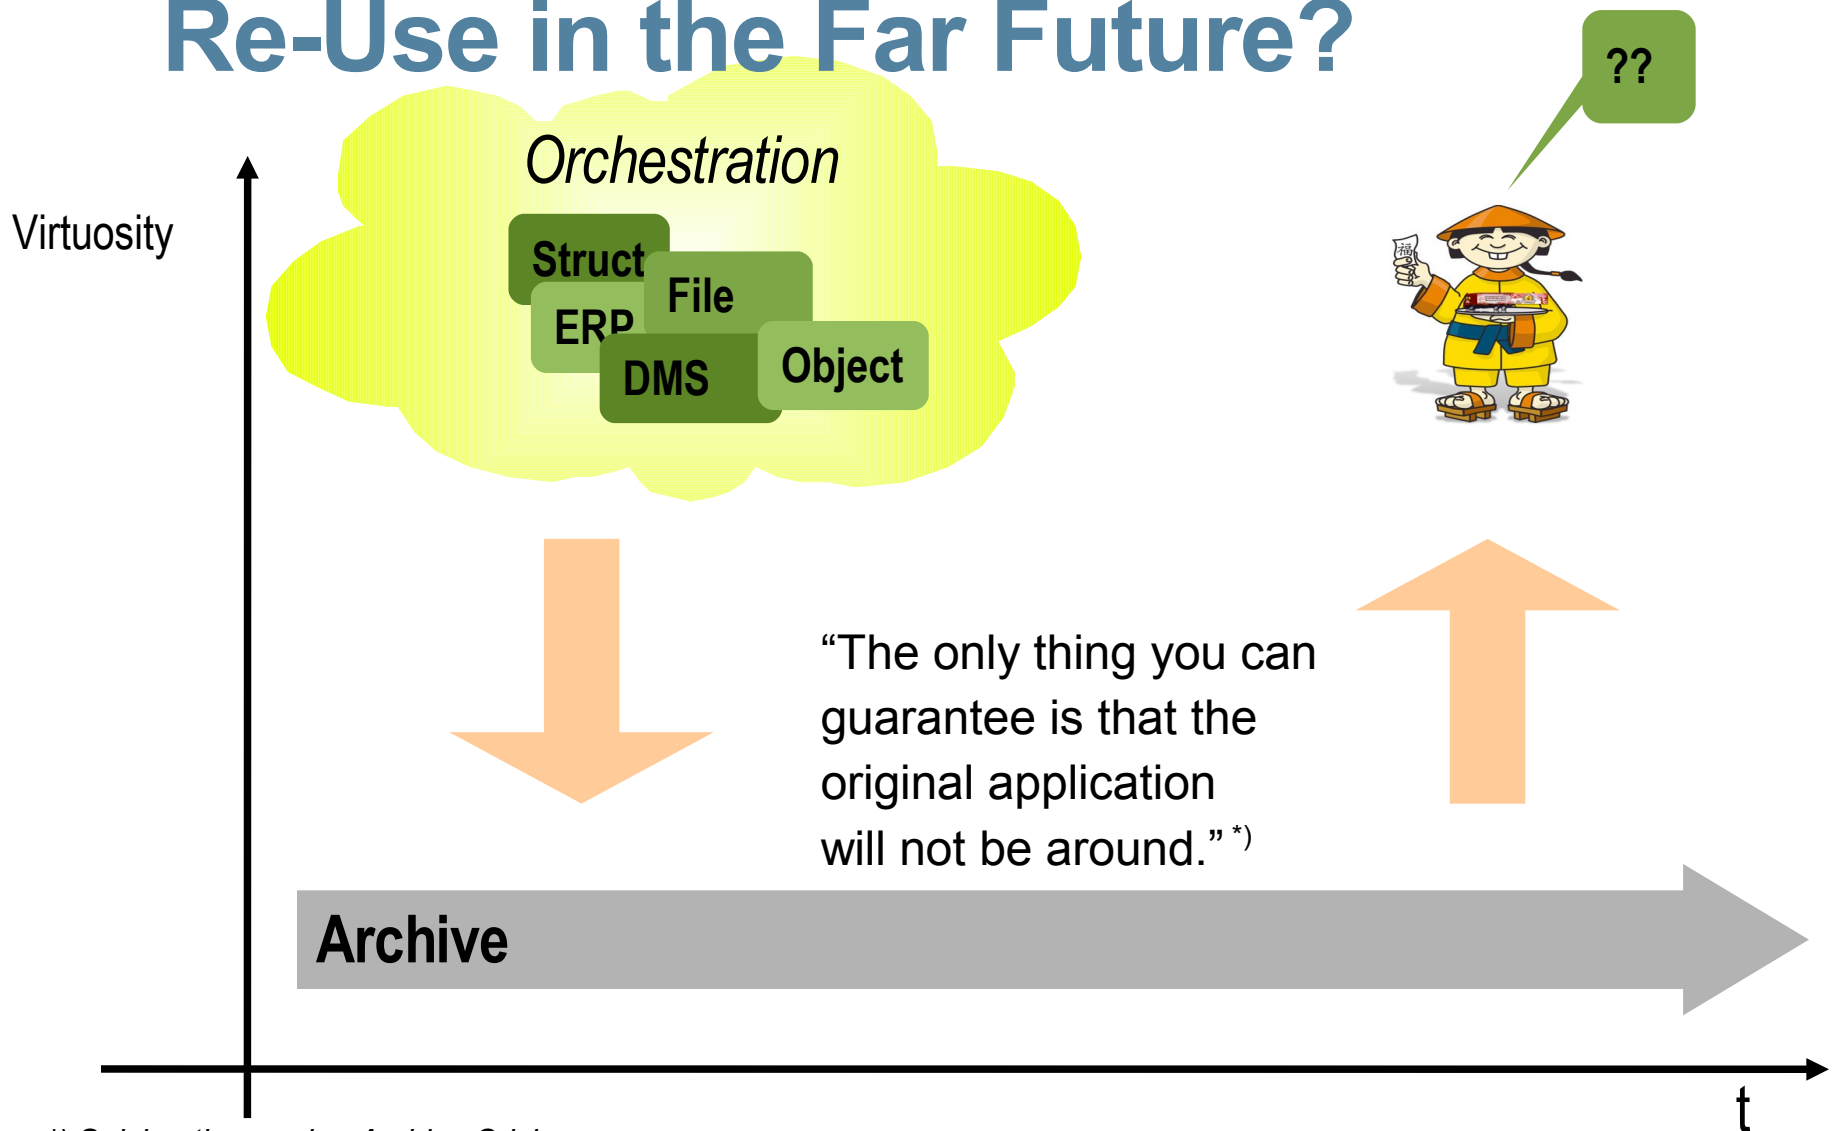 Re-Use in the Far Future?
??
Orchestration
Virtuosity
Struct
File
ERP
DMS
Object
福
“The only thing you can
guarantee is that the
original application
will not be around.” *)
Archive
t